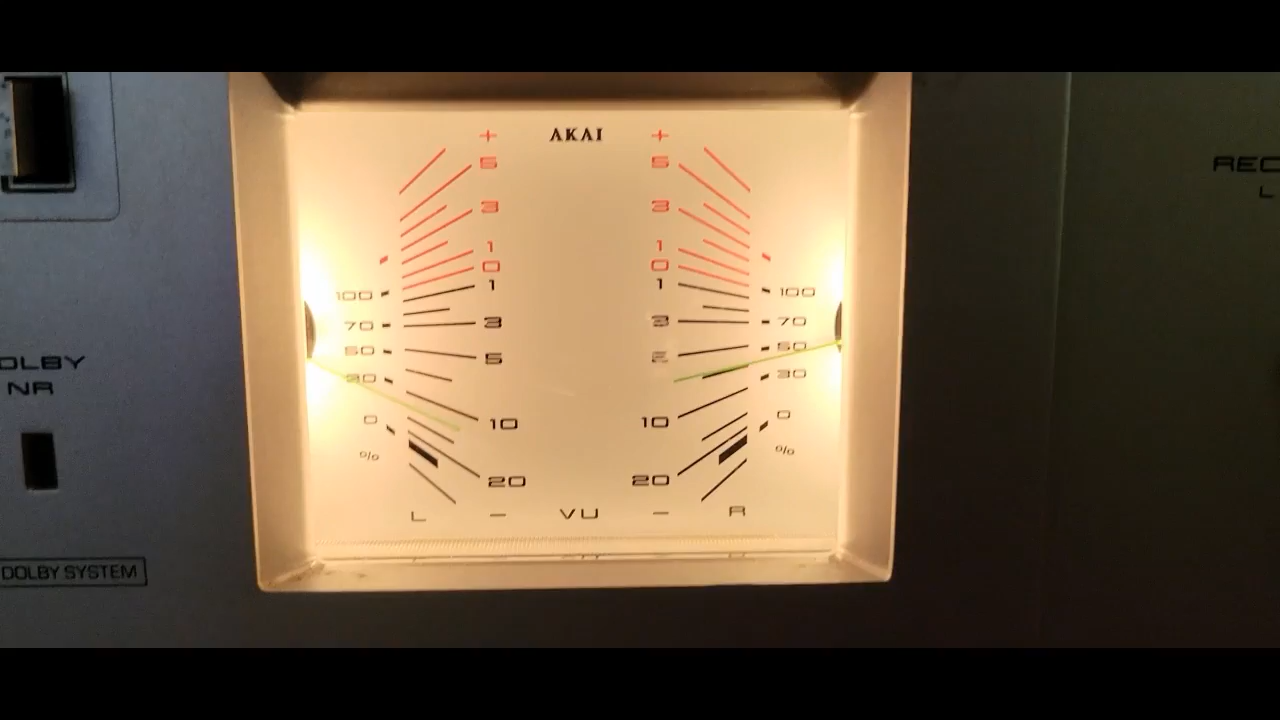 + AKAI +
5 5
3 3
1 1
0 0
1 1
100 100
3 3
70 70
50 50
5
30 30
0 0
10 10
% %
20 20
L - VU - R
DOLBY
NR
DOLBY SYSTEM
REC
L